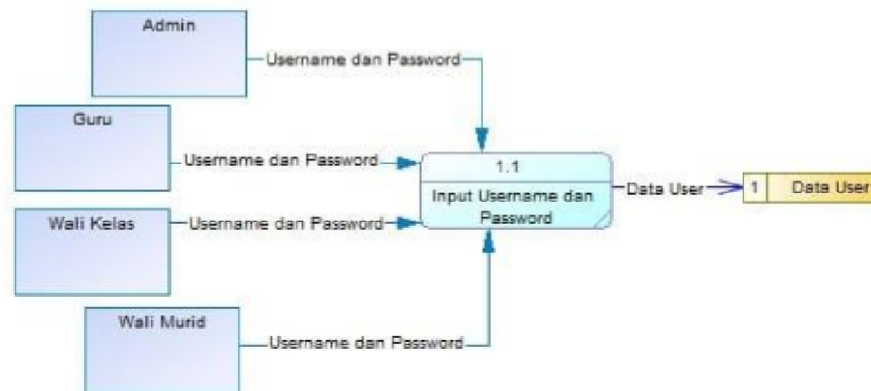 Admin
Username dan Password
Guru
Username dan Password
1.1
Input Username dan
Password
Data User
1
Data User
Wali Kelas
Username dan Password
Wali Murid
Username dan Password